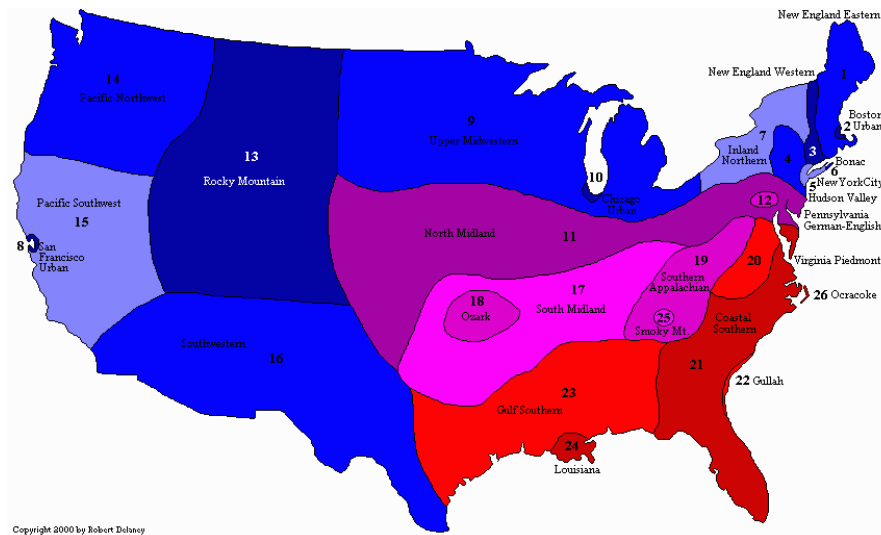 New England Eastern
14
Pacific Northwest
New England Western
1
9
Upper Midwestern
7
Boston
2
Urban
13
Rocky Mountain
Inland
Northern
4
3
Bonac
6
10
Chicago
Urban
5
NewYorkCity
12
Hudson Valley
Pacific Southwest
15
Pennsylvania
German-English
North Midland
11
8
San
Francisco
Urban
19
Southern
Appalachian
20
Virginia Piedmont
18
Ozark
17
South Midland
25
Smoky Mt.
26 Ocracoke
Coastal
Southern
Southwestern
16
21
22 Gullah
23
Gulf Southern
24
Louisiana
Copyright 2000 by Robert Delaney